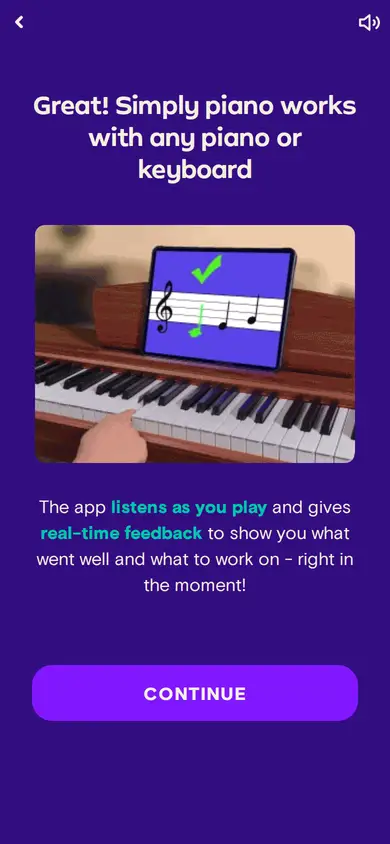 Great! Simply piano works
with any piano or
keyboard
The app listens as you play and gives
real-time feedback to show you what
went well and what to work on - right in
the moment!
CONTINUE